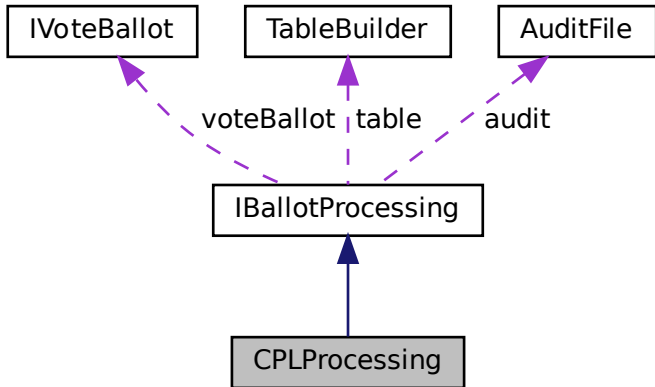 IVoteBallot
TableBuilder
AuditFile
voteBallot
table
audit
IBallotProcessing
CPLProcessing